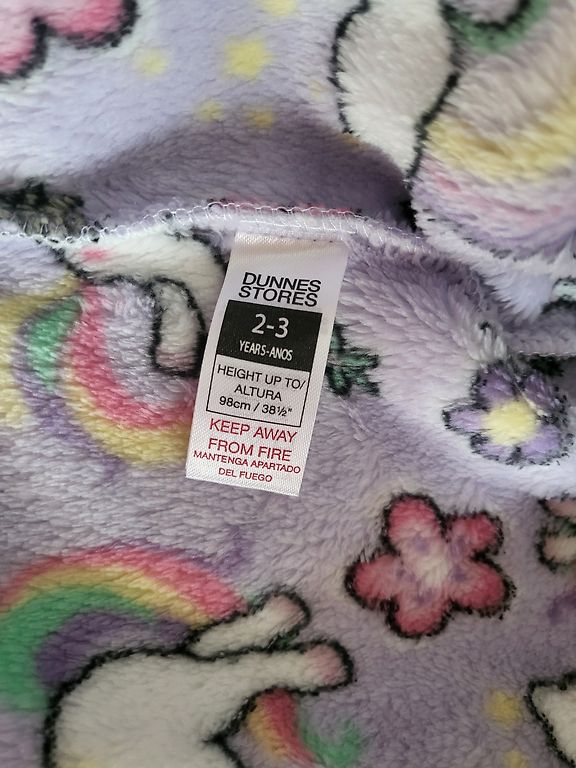 DUNNES
STORES
2-3
YEARS-ANOS
HEIGHT UP TO/
ALTURA
98cm / 38½"
KEEP AWAY
FROM FIRE
MANTENGA APARTADO
DEL FUEGO